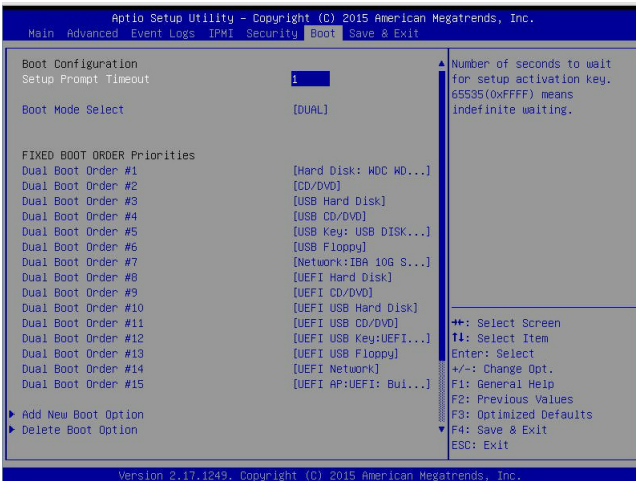 Aptio Setup Utility – Copyright (C) 2015 American Megatrends, Inc.
Main Advanced Event Logs IPMI Security Boot Save & Exit
Boot Configuration
Setup Prompt Timeout 1
Boot Mode Select [DUAL]
FIXED BOOT ORDER Priorities
Dual Boot Order #1 [Hard Disk: WDC WD...]
Dual Boot Order #2 [CD/DVD]
Dual Boot Order #3 [USB Hard Disk]
Dual Boot Order #4 [USB CD/DVD]
Dual Boot Order #5 [USB Key: USB DISK...]
Dual Boot Order #6 [USB Floppy]
Dual Boot Order #7 [Network:IBA 10G S...]
Dual Boot Order #8 [UEFI Hard Disk]
Dual Boot Order #9 [UEFI CD/DVD]
Dual Boot Order #10 [UEFI USB Hard Disk]
Dual Boot Order #11 [UEFI USB CD/DVD]
Dual Boot Order #12 [UEFI USB Key:UEFI...]
Dual Boot Order #13 [UEFI USB Floppy]
Dual Boot Order #14 [UEFI Network]
Dual Boot Order #15 [UEFI AP:UEFI: Bui...]
Add New Boot Option
Delete Boot Option
Number of seconds to wait
for setup activation key.
65535(0xFFFF) means
indefinite waiting.
→←: Select Screen
↑↓: Select Item
Enter: Select
+/-: Change Opt.
F1: General Help
F2: Previous Values
F3: Optimized Defaults
F4: Save & Exit
ESC: Exit
Version 2.17.1249. Copyright (C) 2015 American Megatrends, Inc.